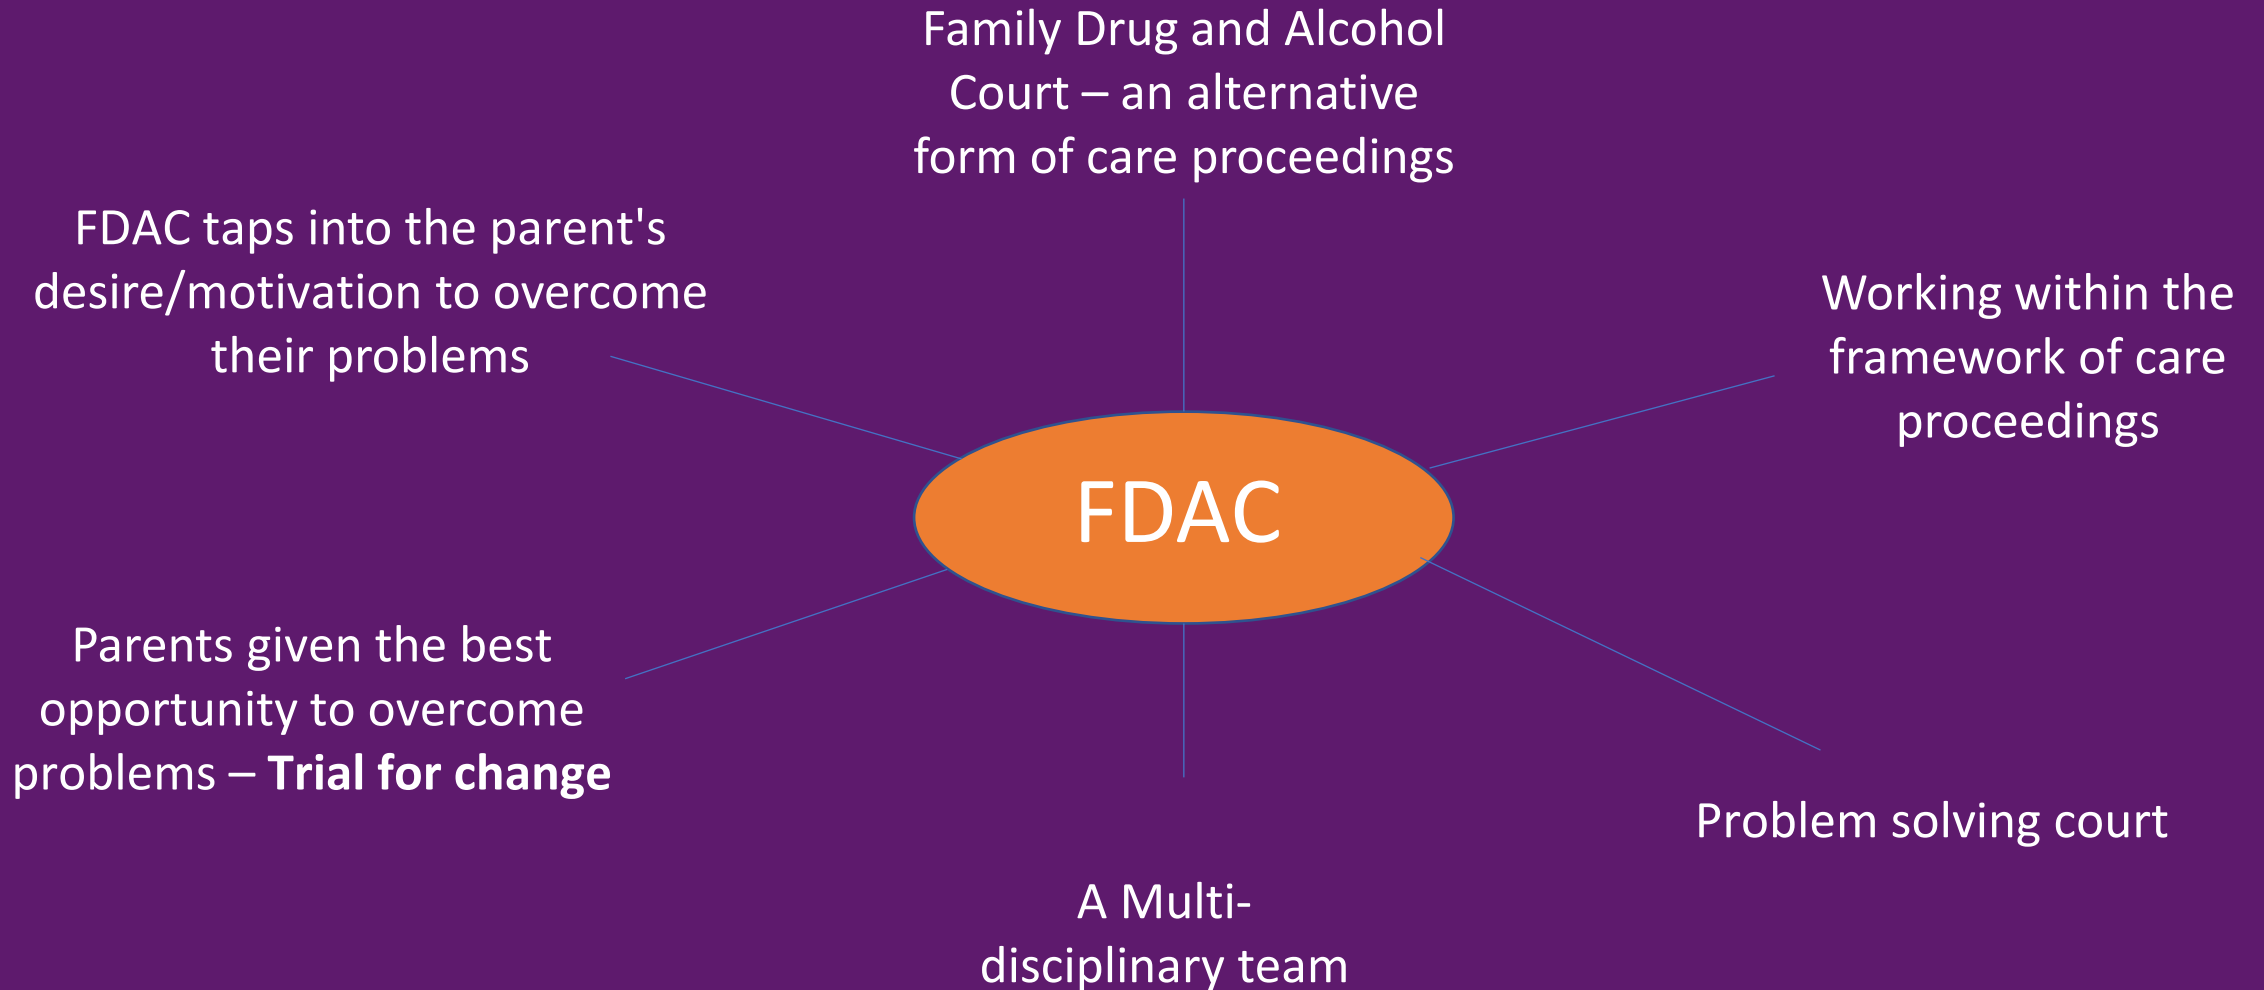 Family Drug and Alcohol
Court – an alternative
form of care proceedings
FDAC taps into the parent's
desire/motivation to overcome
their problems
Working within the
framework of care
proceedings
FDAC
Parents given the best
opportunity to overcome
problems – Trial for change
Problem solving court
A Multi-
disciplinary team